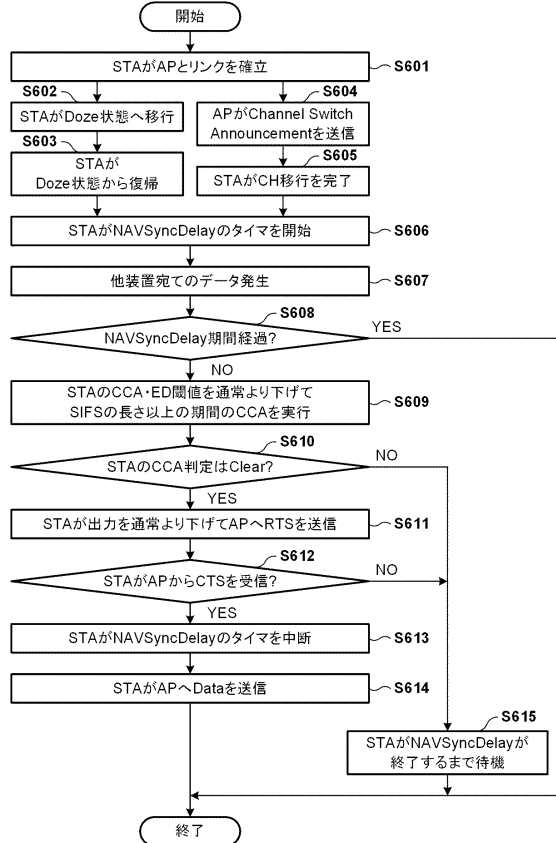 開始
STAがAPとリンクを確立
S601
S602
STAがDoze状態へ移行
S603
STAが
Doze状態から復帰
S604
APがChannel Switch
Announcementを送信
S605
STAがCH移行を完了
STAがNAVSyncDelayのタイマを開始
S606
他装置宛てのデータ発生
S607
S608
NAVSyncDelay期間経過?
YES
NO
STAのCCA・ED閾値を通常より下げて
SIFSの長さ以上の期間のCCAを実行
S609
S610
STAのCCA判定はClear?
NO
YES
STAが出力を通常より下げてAPへRTSを送信
S611
S612
STAがAPからCTSを受信?
NO
YES
STAがNAVSyncDelayのタイマを中断
S613
STAがAPへDataを送信
S614
S615
STAがNAVSyncDelayが
終了するまで待機
終了